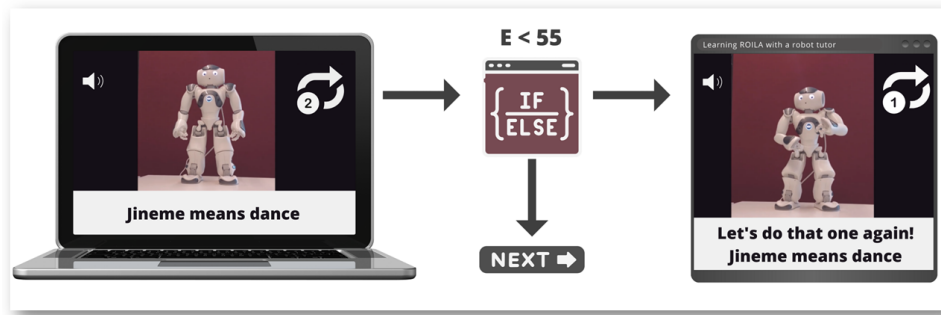 E < 55
2
Jineme means dance
IF
ELSE
NEXT
Learning ROILA with a robot tutor
1
Let's do that one again!
Jineme means dance